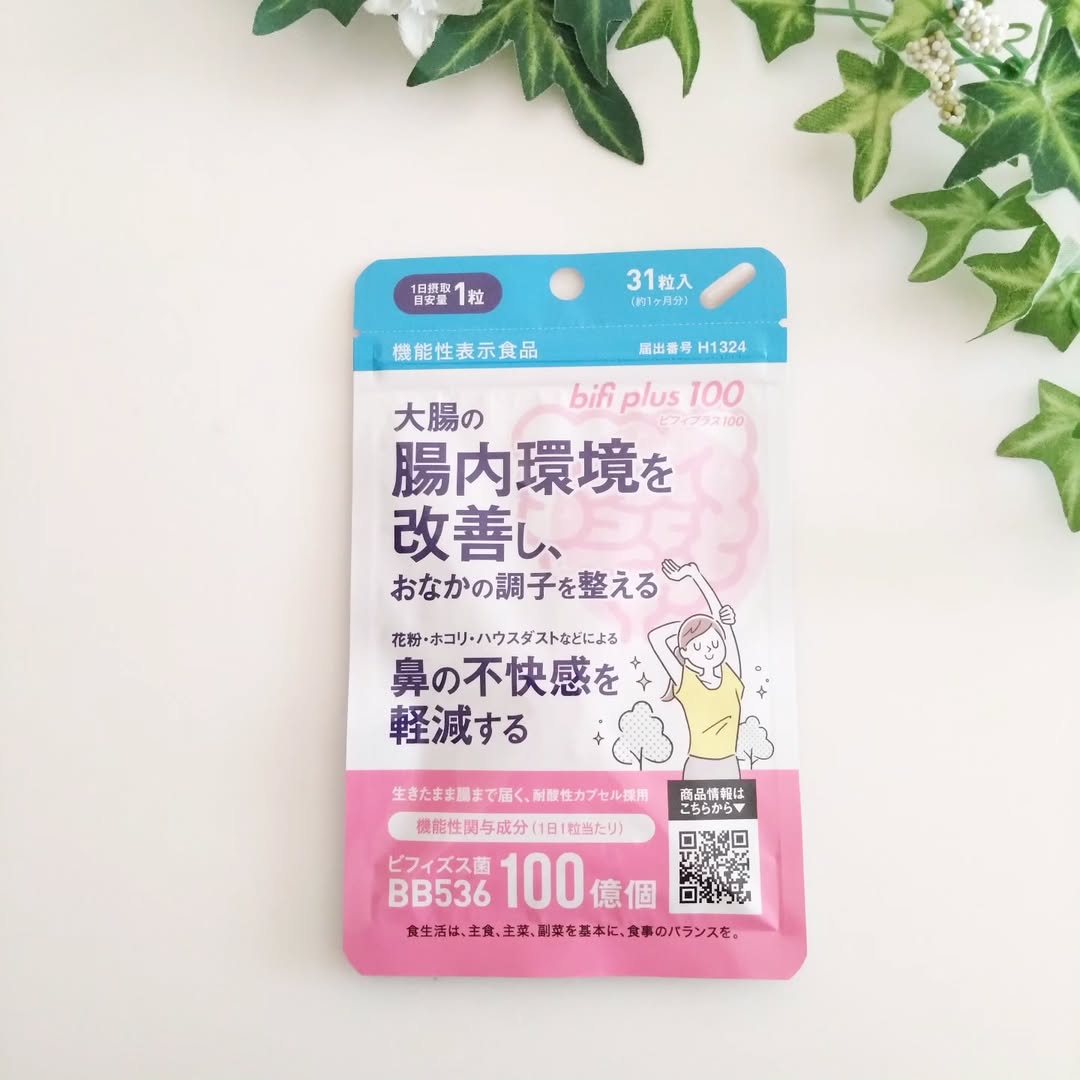 1日摂取
目安量 1粒
31粒入
(約1ヶ月分)
機能性表示食品
届出番号 H1324
bifi plus 100
ビフィプラス100
大腸の
腸内環境を
改善し、
おなかの調子を整える
花粉・ホコリ・ハウスダストなどによる
鼻の不快感を
軽減する
生きたまま腸まで届く、耐酸性カプセル採用
機能性関与成分(1日1粒当たり)
ビフィズス菌
BB536 100億個
商品情報は
こちらから▼
食生活は、主食、主菜、副菜を基本に、食事のバランスを。